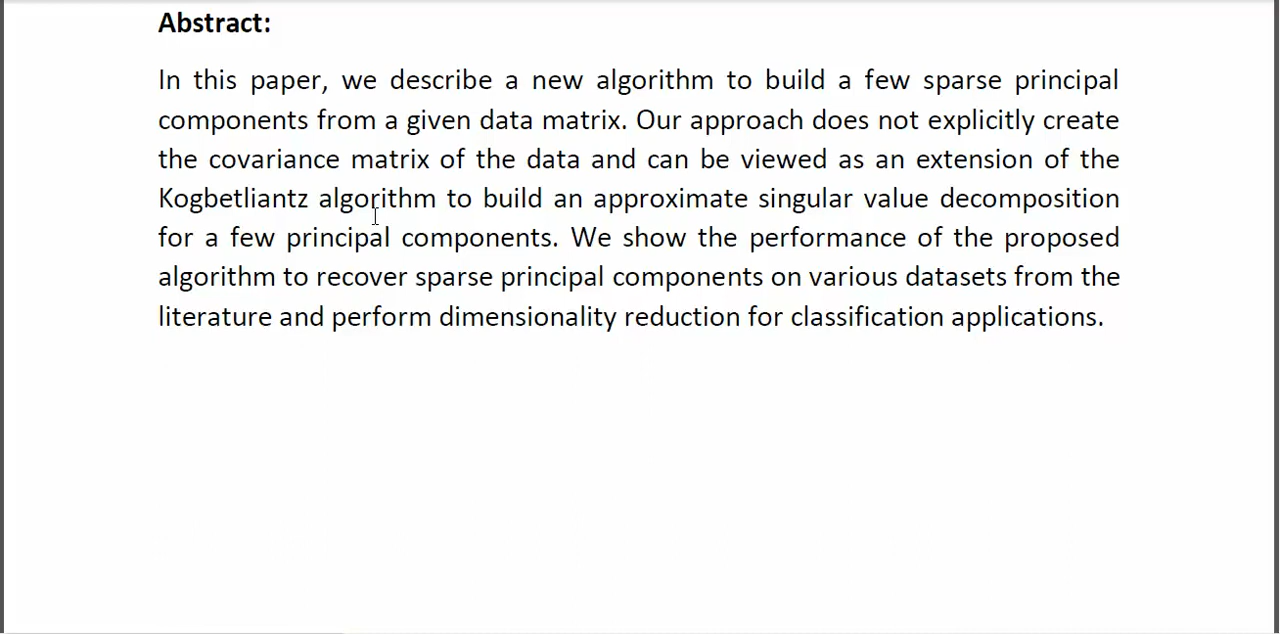 Abstract:
In this paper, we describe a new algorithm to build a few sparse principal
components from a given data matrix. Our approach does not explicitly create
the covariance matrix of the data and can be viewed as an extension of the
Kogbetliantz algorithm to build an approximate singular value decomposition
for a few principal components. We show the performance of the proposed
algorithm to recover sparse principal components on various datasets from the
literature and perform dimensionality reduction for classification applications.